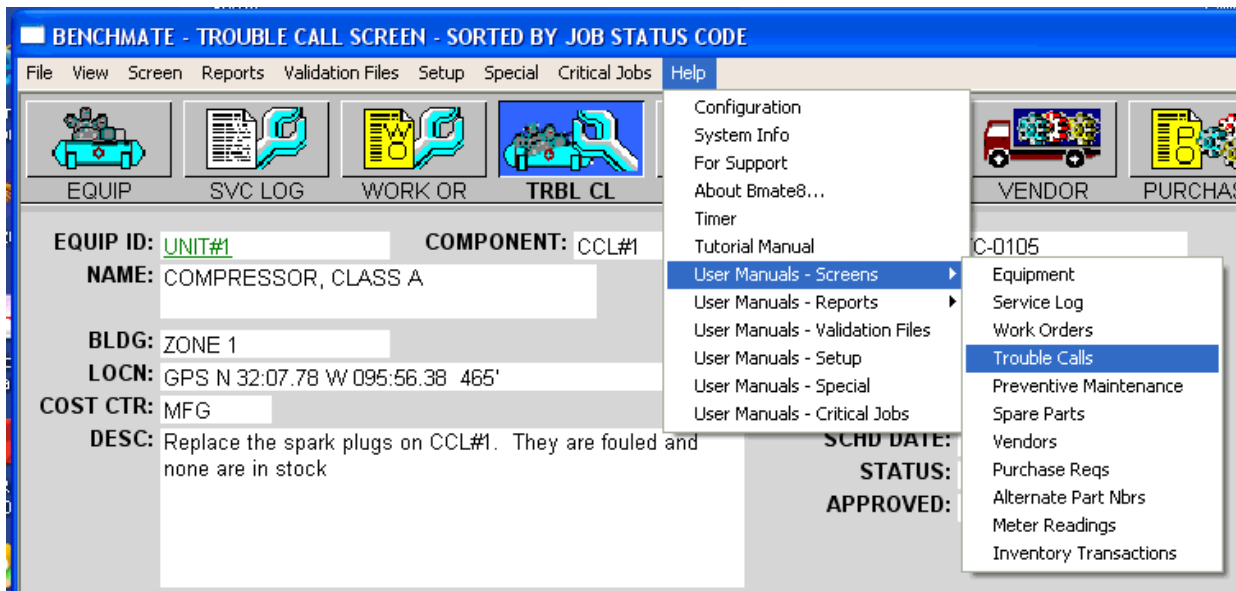 BENCHMATE - TROUBLE CALL SCREEN - SORTED BY JOB STATUS CODE
File View Screen Reports Validation Files Setup Special Critical Jobs Help
EQUIP SVC LOG WORK OR TRBL CL VENDOR
Configuration
System Info
For Support
About Bmate8...
Timer
Tutorial Manual
User Manuals - Screens
User Manuals - Reports
User Manuals - Validation Files
User Manuals - Setup
User Manuals - Special
User Manuals - Critical Jobs
Equipment
Service Log
Work Orders
Trouble Calls
Preventive Maintenance
Spare Parts
Vendors
Purchase Reqs
Alternate Part Nbrs
Meter Readings
Inventory Transactions
EQUIP ID: UNIT#1 COMPONENT: CCL#1 C-0105
NAME: COMPRESSOR, CLASS A
BLDG: ZONE 1
LOCN: GPS N 32:07.78 W 095:56.38 465'
COST CTR: MFG
DESC: Replace the spark plugs on CCL#1. They are fouled and
none are in stock
SCHD DATE:
STATUS:
APPROVED: